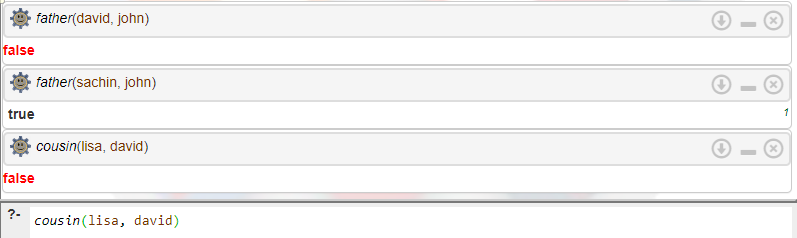 father(david, john)
false
father(sachin, john)
true 1
cousin(lisa, david)
false
?- cousin(lisa, david)